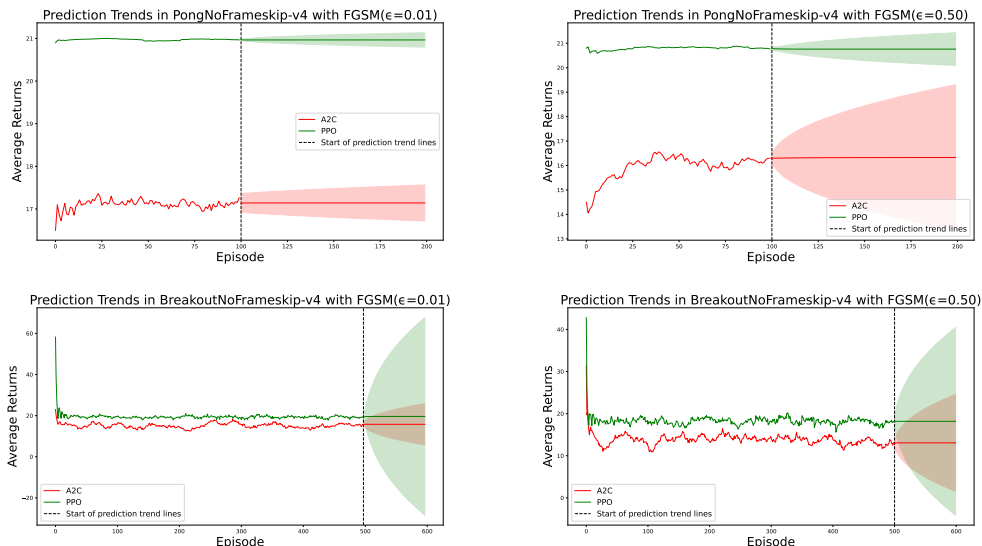 Prediction Trends in PongNoFrameskip-v4 with FGSM(ϵ=0.01)
Average Returns
21
20
19
18
17
A2C
PPO
Start of prediction trend lines
0
25
50
75
100
125
150
175
200
Episode
Prediction Trends in PongNoFrameskip-v4 with FGSM(ϵ=0.50)
Average Returns
21
20
19
18
17
16
15
14
13
A2C
PPO
Start of prediction trend lines
0
25
50
75
100
125
150
175
200
Episode
Prediction Trends in BreakoutNoFrameskip-v4 with FGSM(ϵ=0.01)
Average Returns
60
40
20
0
−20
A2C
PPO
Start of prediction trend lines
0
100
200
300
400
500
600
Episode
Prediction Trends in BreakoutNoFrameskip-v4 with FGSM(ϵ=0.50)
Average Returns
40
30
20
10
0
A2C
PPO
Start of prediction trend lines
0
100
200
300
400
500
600
Episode